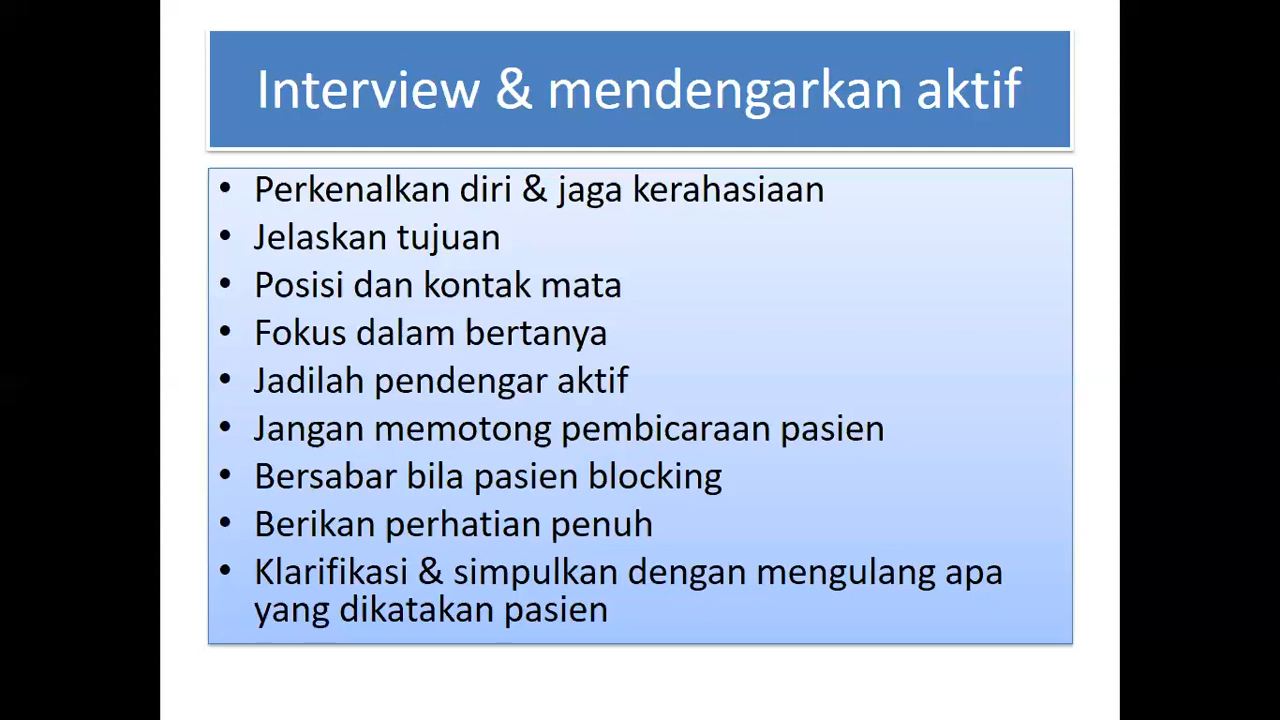 Interview & mendengarkan aktif
• Perkenalkan diri & jaga kerahasiaan
• Jelaskan tujuan
• Posisi dan kontak mata
• Fokus dalam bertanya
• Jadilah pendengar aktif
• Jangan memotong pembicaraan pasien
• Bersabar bila pasien blocking
• Berikan perhatian penuh
• Klarifikasi & simpulkan dengan mengulang apa
yang dikatakan pasien